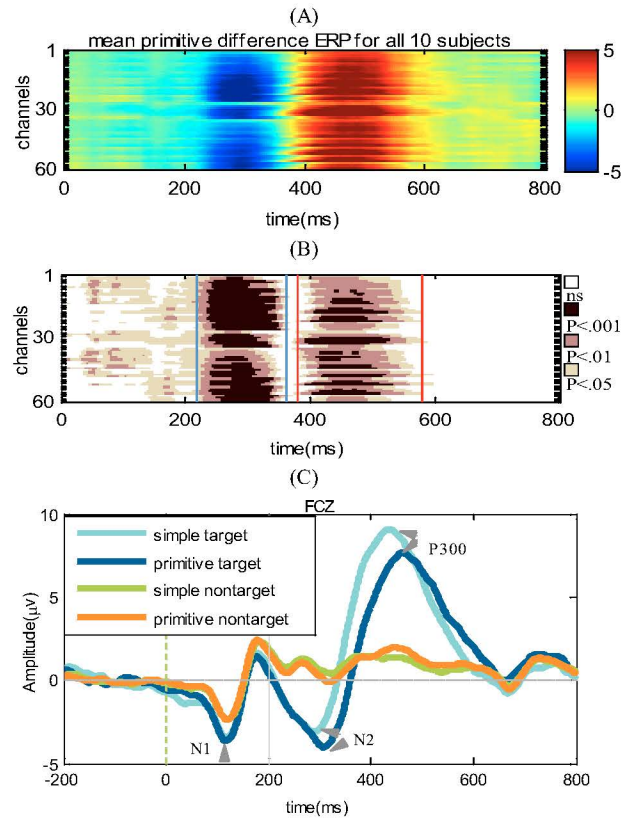 (A)
mean primitive difference ERP for all 10 subjects
channels
1
30
60
0 200 400 600 800
time(ms)
5
0
-5
(B)
channels
1
30
60
0 200 400 600 800
time(ms)
ns
P<.001
P<.01
P<.05
(C)
FCZ
simple target
primitive target
simple nontarget
primitive nontarget
P300
N1
N2
Amplitude(μv)
10
5
0
-5
-200 0 200 400 600 800
time(ms)